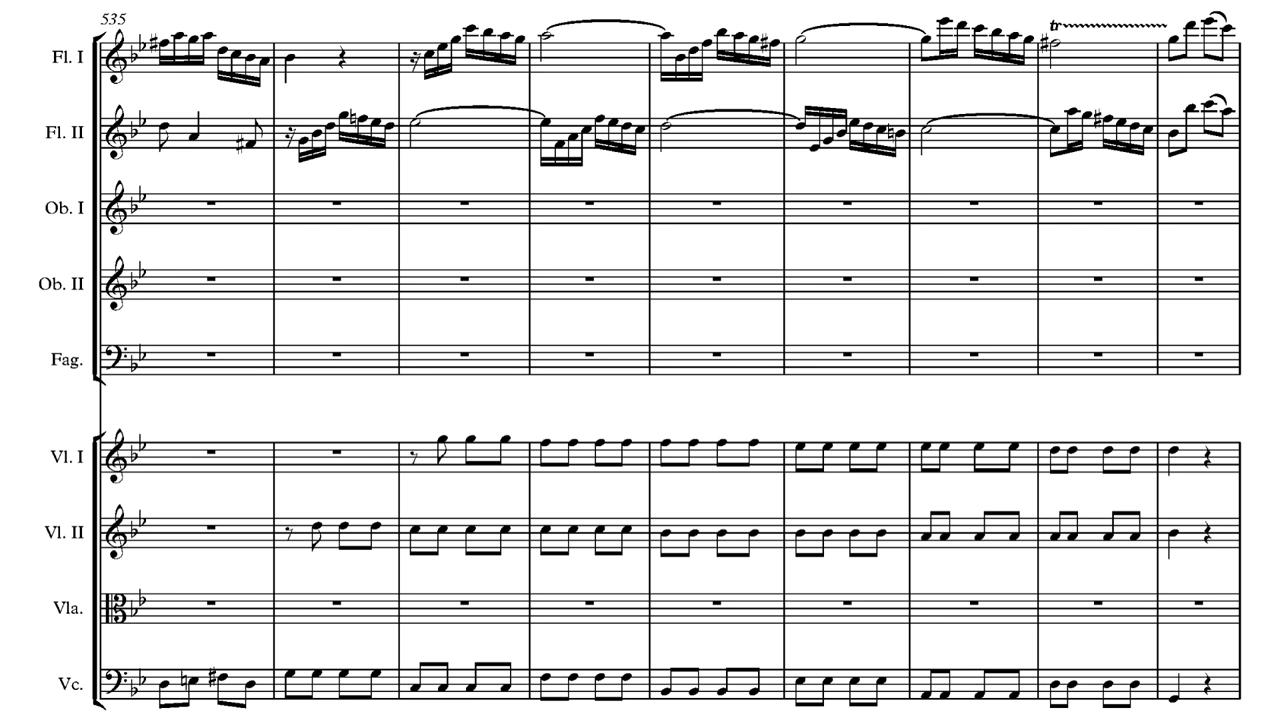 535
Fl. I
tr
Fl. II
Ob. I
Ob. II
Fag.
Vl. I
Vl. II
Vla.
Vc.